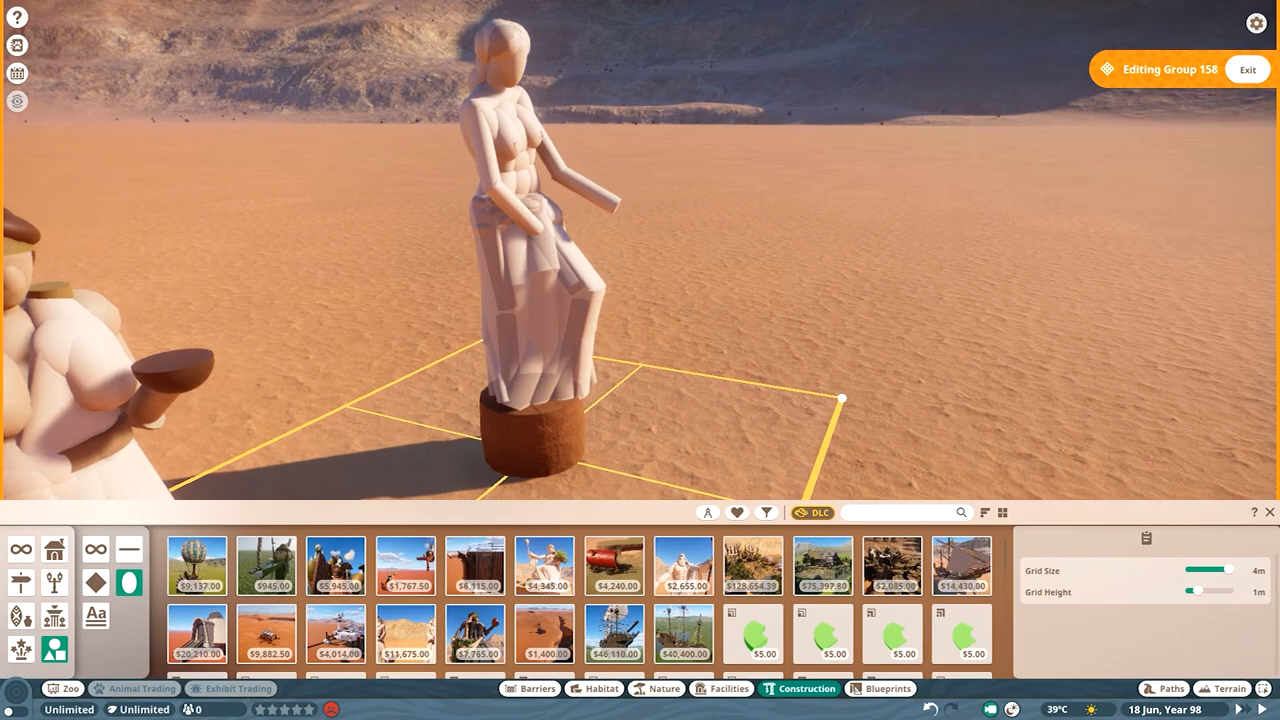 ?
Editing Group 158
Exit
DLC
? ×
$9,137.00
$945.00
$5,945.00
$1,767.50
$6,115.00
$4,345.00
$4,240.00
$2,655.00
$128,654.39
$75,397.80
$2,085.00
$14,430.00
Grid Size 4m
Grid Height 1m
Aa
$20,210.00
$9,882.50
$4,014.00
$11,675.00
$7,765.00
$1,400.00
$46,110.00
$40,400.00
$5.00
$5.00
$5.00
$5.00
Zoo
Animal Trading
Exhibit Trading
Barriers
Habitat
Nature
Facilities
Construction
Blueprints
Paths
Terrain
Unlimited
Unlimited
0
39°C
18 Jun, Year 98